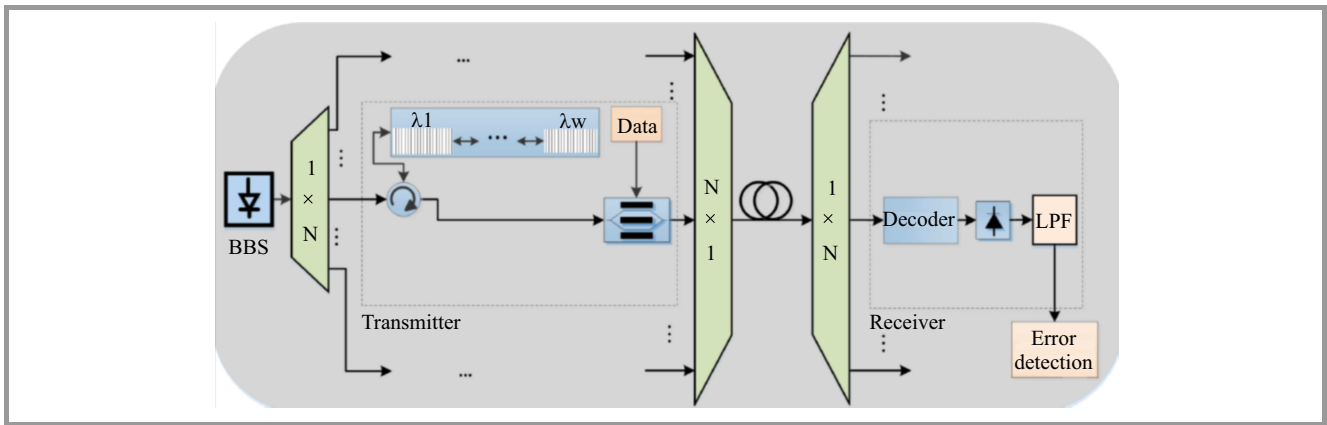 ...
λ1
...
λw
Data
1
×
N
BBS
N
×
1
1
×
N
Decoder
LPF
Transmitter
Receiver
Error
detection
...